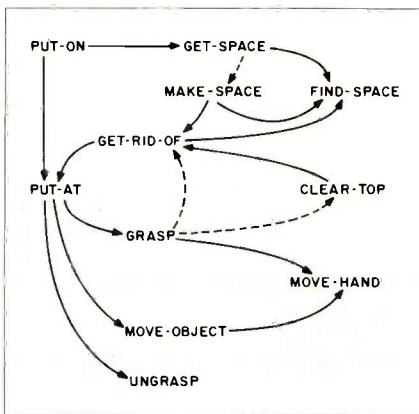 PUT-ON GET-SPACE
MAKE-SPACE FIND-SPACE
GET-RID-OF
PUT-AT CLEAR-TOP
GRASP
MOVE-HAND
MOVE-OBJECT
UNGRASP